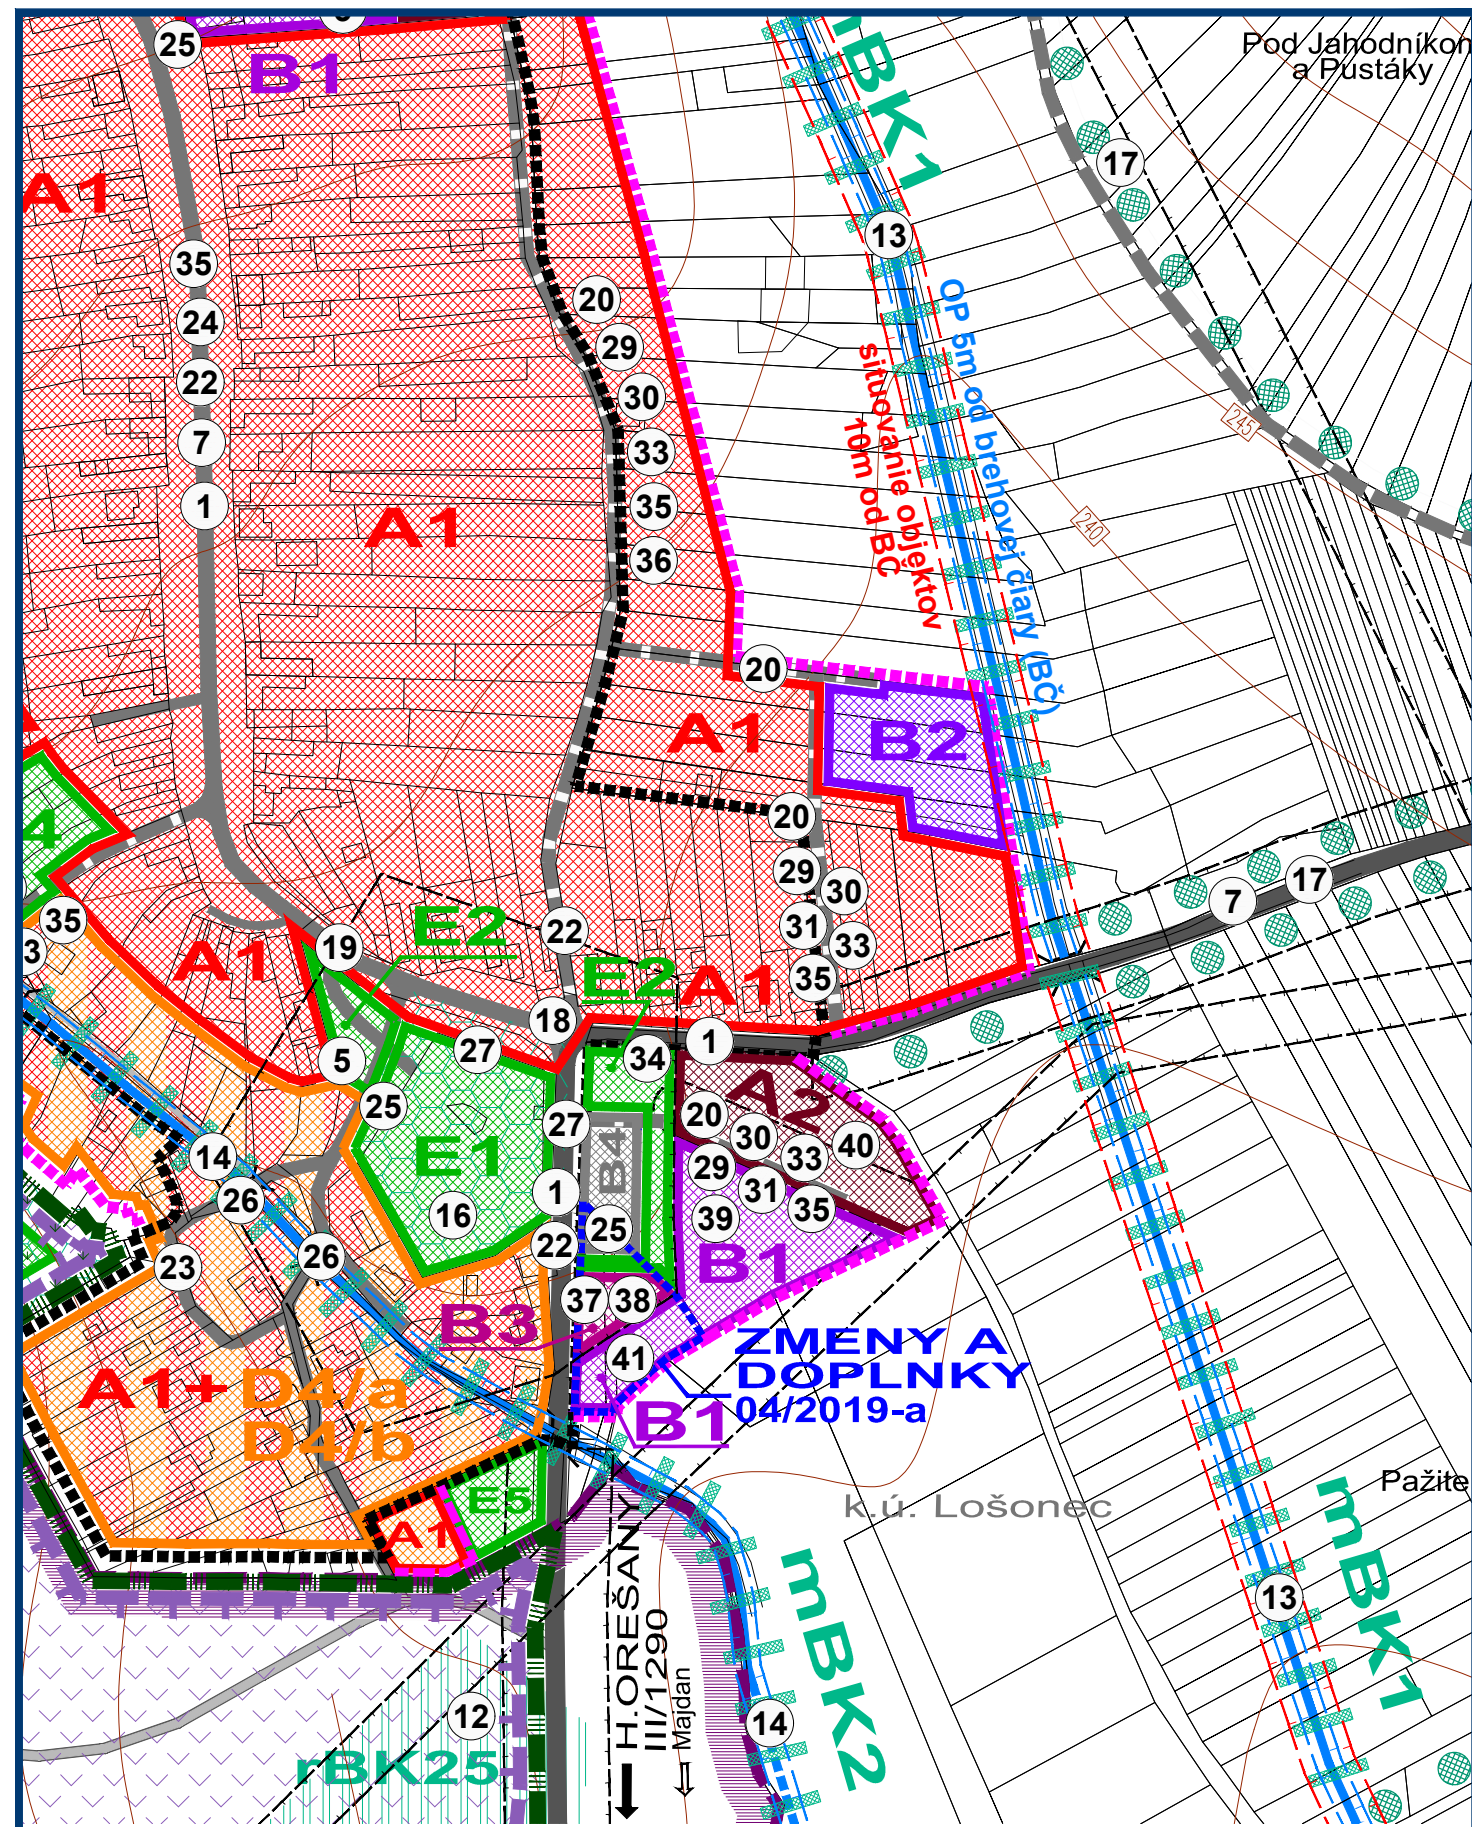 25
B1
mBK1
Pod Jahodníkom
a Pustáky
17
A1
13
35
20
24
29
22
30
7
33
1
35
A1
36
OP 5m od brehovej čiary (BČ)
situovanie objektov
10m od BČ
245
240
20
A1
B2
4
20
29
30
31
33
35
7
17
35
3
A1
19
E2
22
E2
A1
18
1
27
5
34
25
A2
20
30
33
40
27
E1
B4
29
31
35
39
14
26
1
16
25
22
26
23
B1
37
38
B3
41
ZMENY A
DOPLNKY
04/2019-a
B1
A1+ D4/a
D4/b
E5
A1
k.ú. Lošonec
Pažite
mBK1
13
H.OREŠANY
III/1290
Majdan
mBK2
14
12
rBK25